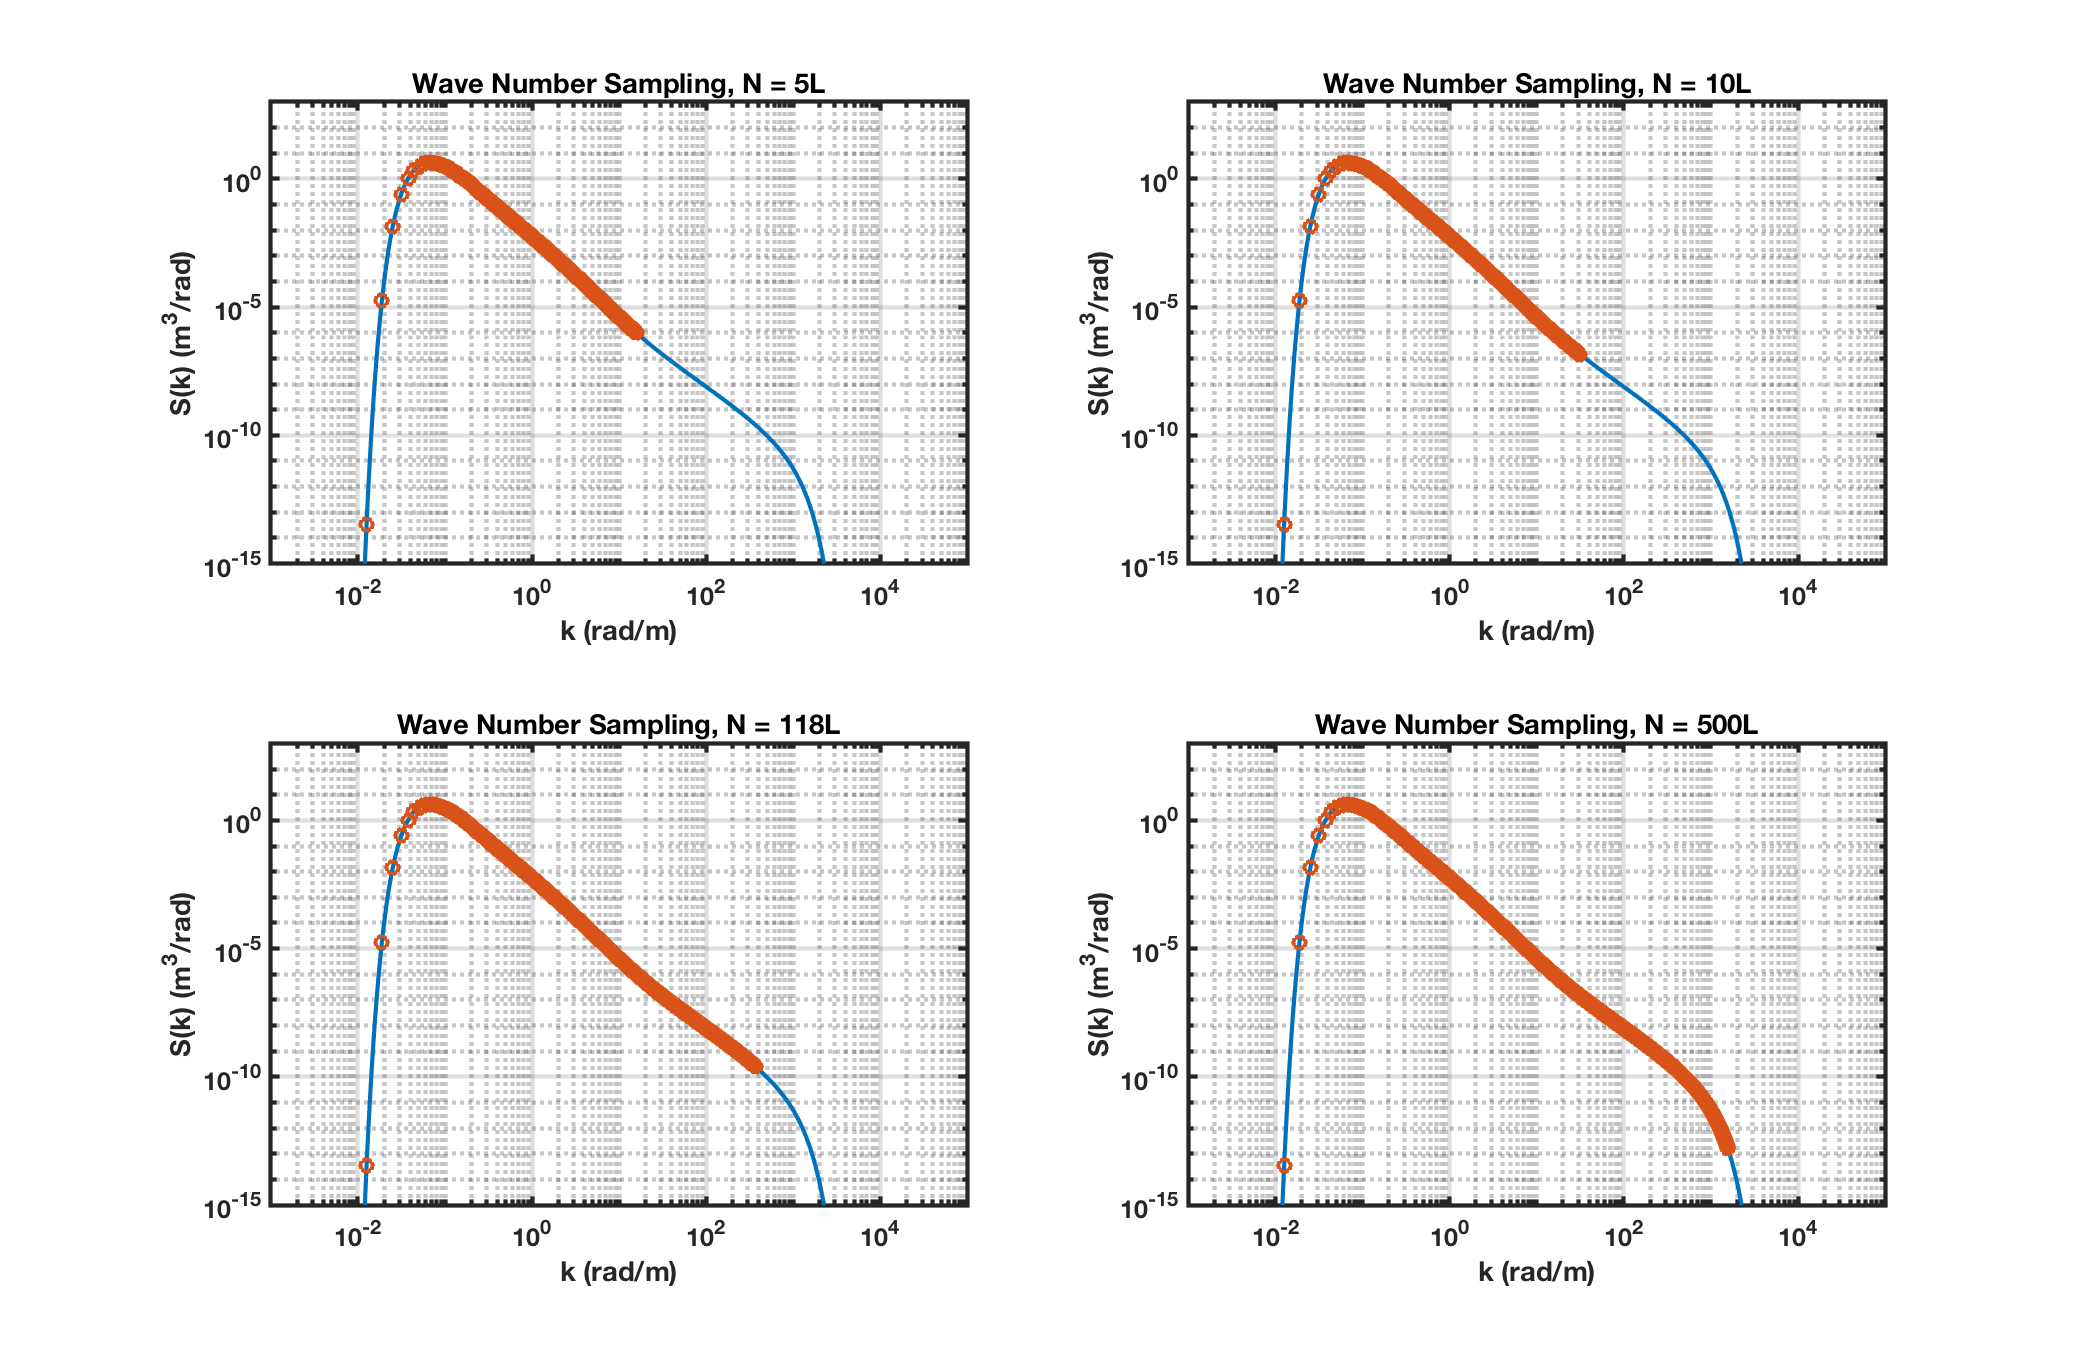 Wave Number Sampling, N = 5L
10^0
10^-5
10^-10
10^-15
S(k) (m^3/rad)
10^-2 10^0 10^2 10^4
k (rad/m)
Wave Number Sampling, N = 10L
10^0
10^-5
10^-10
10^-15
S(k) (m^3/rad)
10^-2 10^0 10^2 10^4
k (rad/m)
Wave Number Sampling, N = 118L
10^0
10^-5
10^-10
10^-15
S(k) (m^3/rad)
10^-2 10^0 10^2 10^4
k (rad/m)
Wave Number Sampling, N = 500L
10^0
10^-5
10^-10
10^-15
S(k) (m^3/rad)
10^-2 10^0 10^2 10^4
k (rad/m)